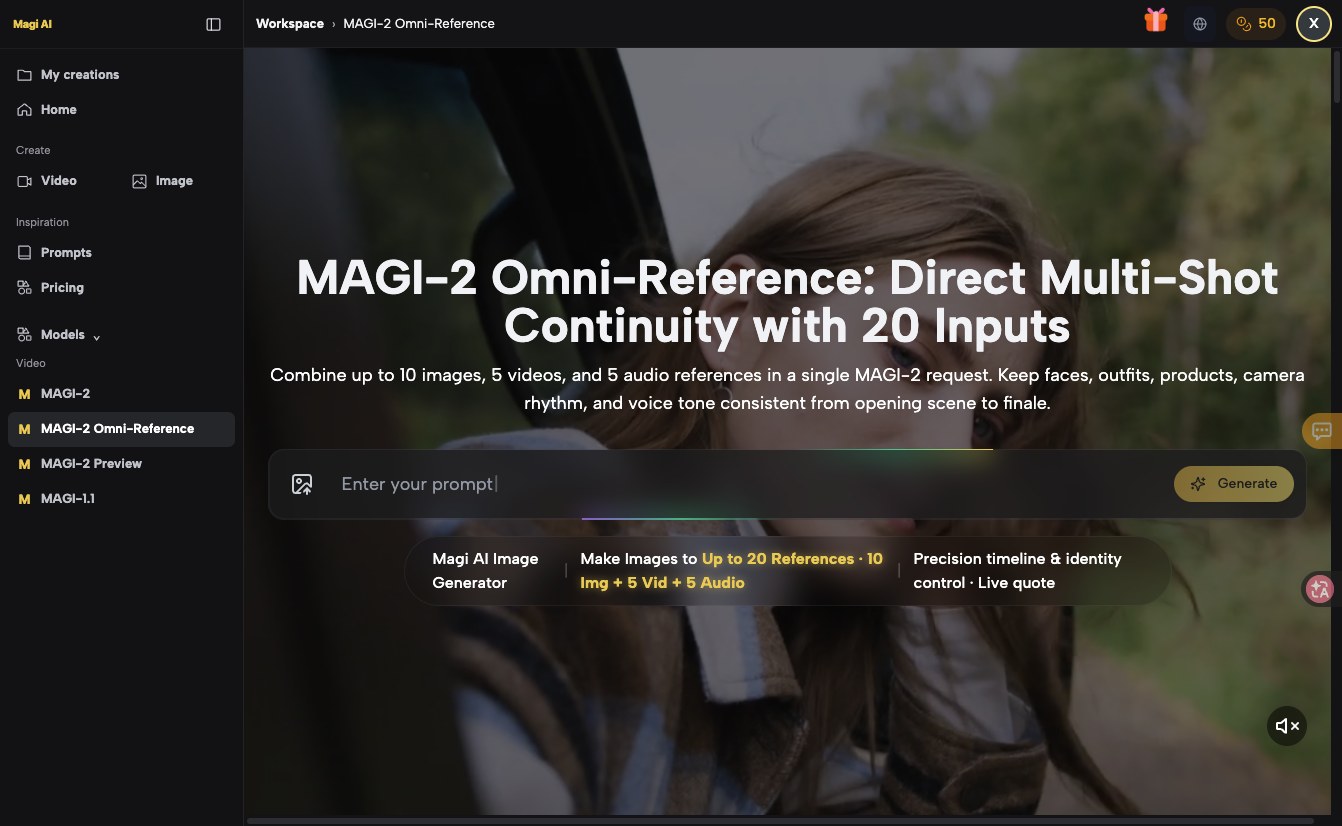 Magi AI
Workspace › MAGI-2 Omni-Reference
50
X
My creations
Home
Create
Video
Image
Inspiration
Prompts
Pricing
Models
Video
M MAGI-2
M MAGI-2 Omni-Reference
M MAGI-2 Preview
M MAGI-1.1
MAGI-2 Omni-Reference: Direct Multi-Shot
Continuity with 20 Inputs
Combine up to 10 images, 5 videos, and 5 audio references in a single MAGI-2 request. Keep faces, outfits, products, camera
rhythm, and voice tone consistent from opening scene to finale.
Enter your prompt
Generate
Magi AI Image
Generator
Make Images to Up to 20 References · 10
Img + 5 Vid + 5 Audio
Precision timeline & identity
control · Live quote
A